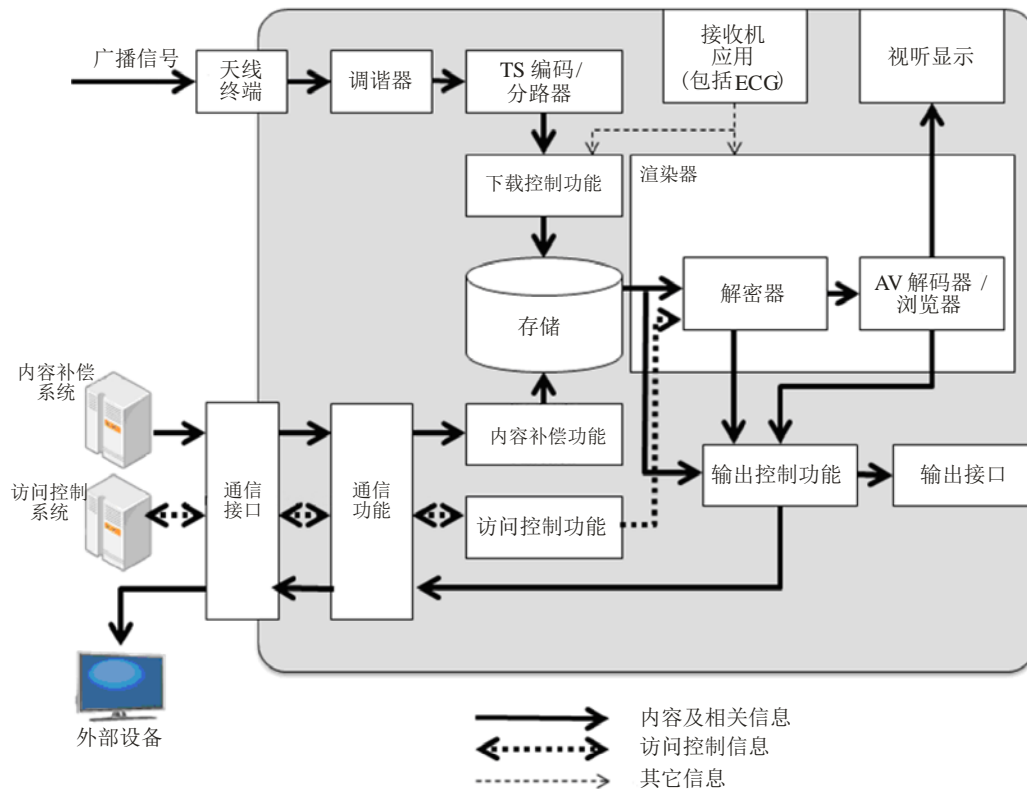 广播信号
天线
终端
调谐器
TS 编码/
分路器
接收机
应用
(包括ECG)
视听显示
下载控制功能
渲染器
存储
解密器
AV 解码器 /
浏览器
内容补偿
系统
访问控制
系统
通信
接口
通信
功能
内容补偿功能
访问控制功能
输出控制功能
输出接口
外部设备
内容及相关信息
访问控制信息
其它信息